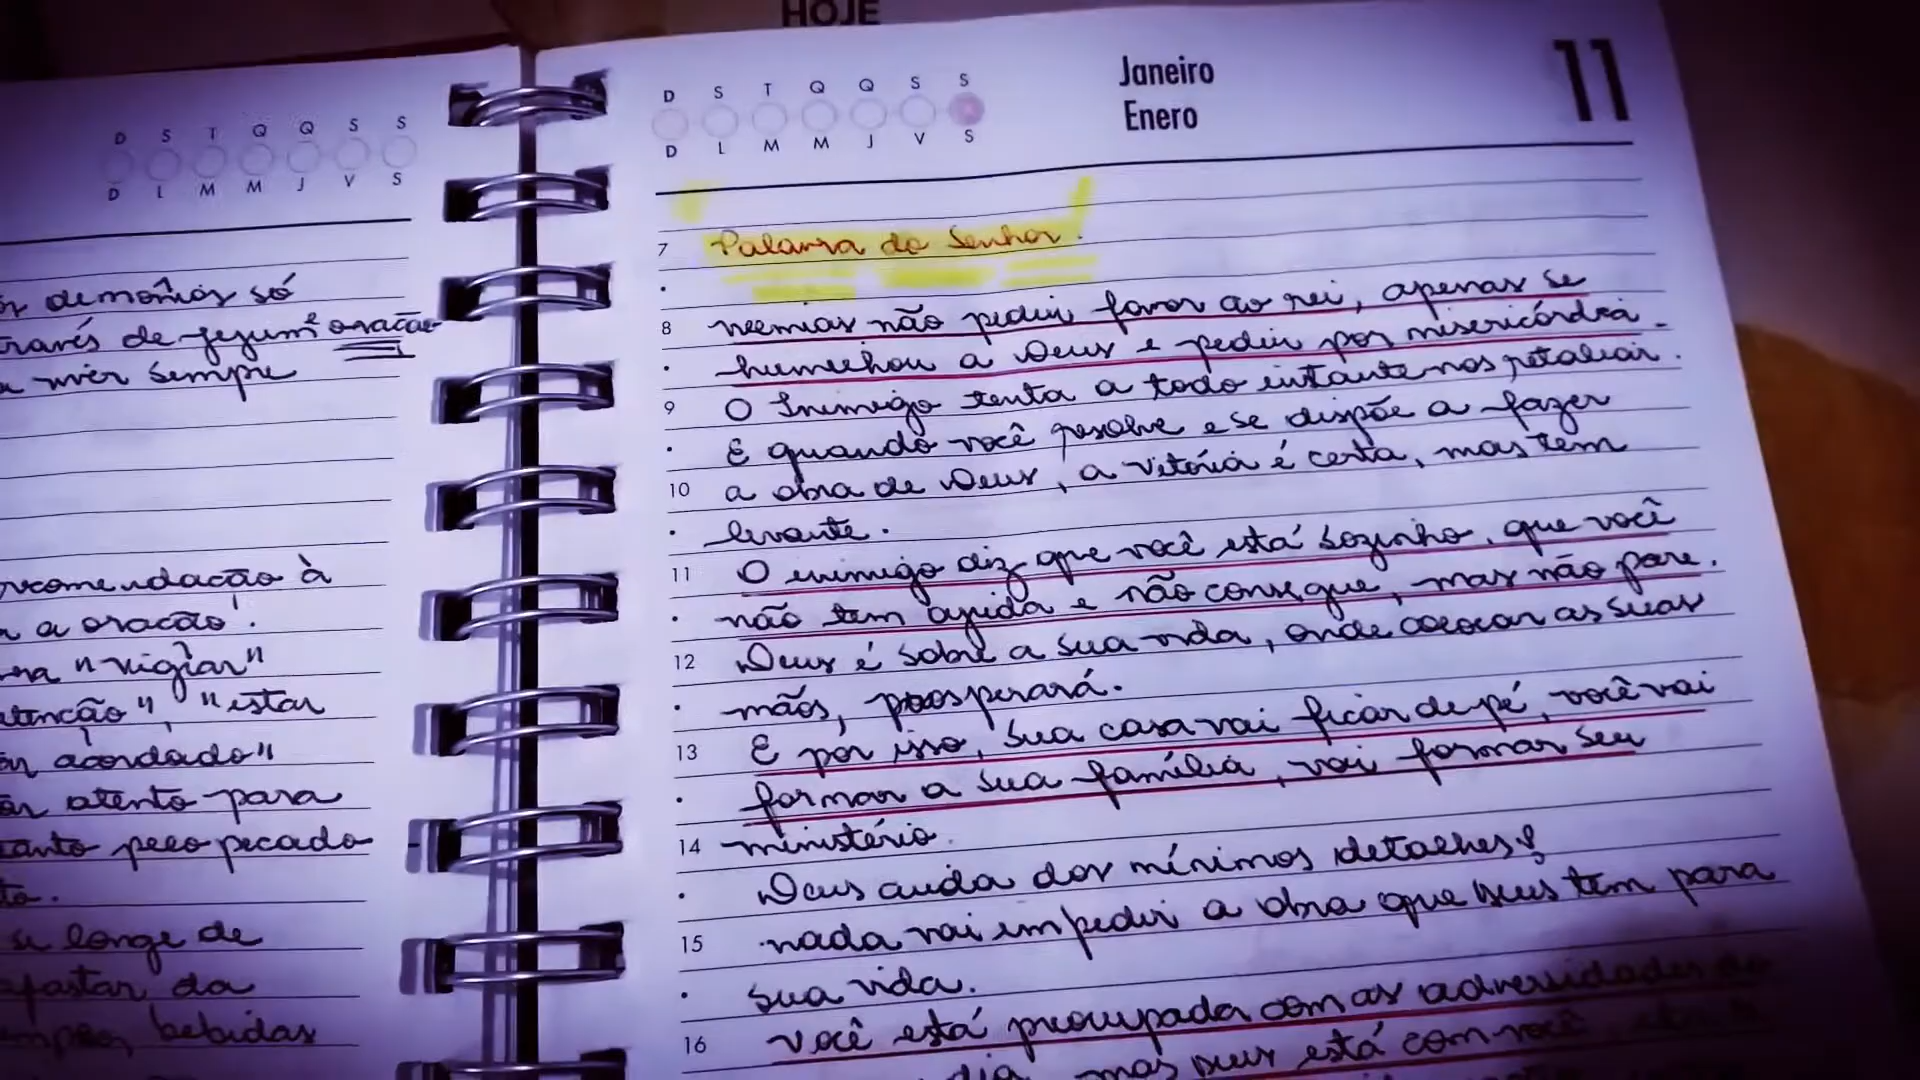 HOJE
D S T Q Q S S
D L M M J V S
demônios só
través de jejum e oração
viver sempre
recomendação à
a oração!
"vigiar"
atenção", "estar
acordado"
atento para
tanto pelo pecado
se longe de
afastar da
bebidas
D S T Q Q S S
D L M M J V S
Janeiro
Enero
11
7 Palavra do Senhor!
8 neemias não pediu favor ao rei, apenas se
humilhou a Deus e pediu por misericórdia.
9 O Inimigo tenta a todo instante nos retaliar.
E quando você resolve e se dispõe a fazer
10 a obra de Deus, a vitória é certa, mas tem
levante.
11 O inimigo diz que você está sozinho, que você
não tem ajuda e não consegue, mas não pare.
12 Deus é sobre a sua vida, onde colocar as suas
mãos, prosperará.
13 E por isso, sua casa vai ficar de pé, você vai
formar a sua família, vai formar seu
14 ministério.
Deus cuida dos mínimos detalhes!
15 nada vai impedir a obra que Deus tem para
sua vida.
16 você está preocupada com as adversidades do
dia, mas Deus está com você,